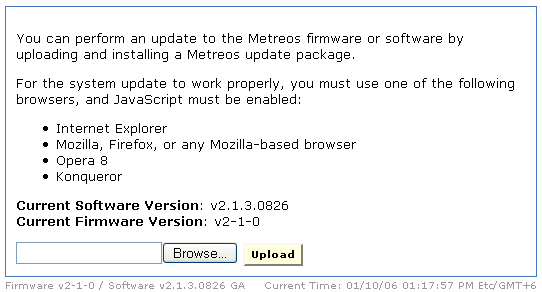 You can perform an update to the Metreos firmware or software by
uploading and installing a Metreos update package.
For the system update to work properly, you must use one of the following
browsers, and JavaScript must be enabled:
• Internet Explorer
• Mozilla, Firefox, or any Mozilla-based browser
• Opera 8
• Konqueror
Current Software Version: v2.1.3.0826
Current Firmware Version: v2-1-0
Browse... Upload
Firmware v2-1-0 / Software v2.1.3.0826 GA Current Time: 01/10/06 01:17:57 PM Etc/GMT+6